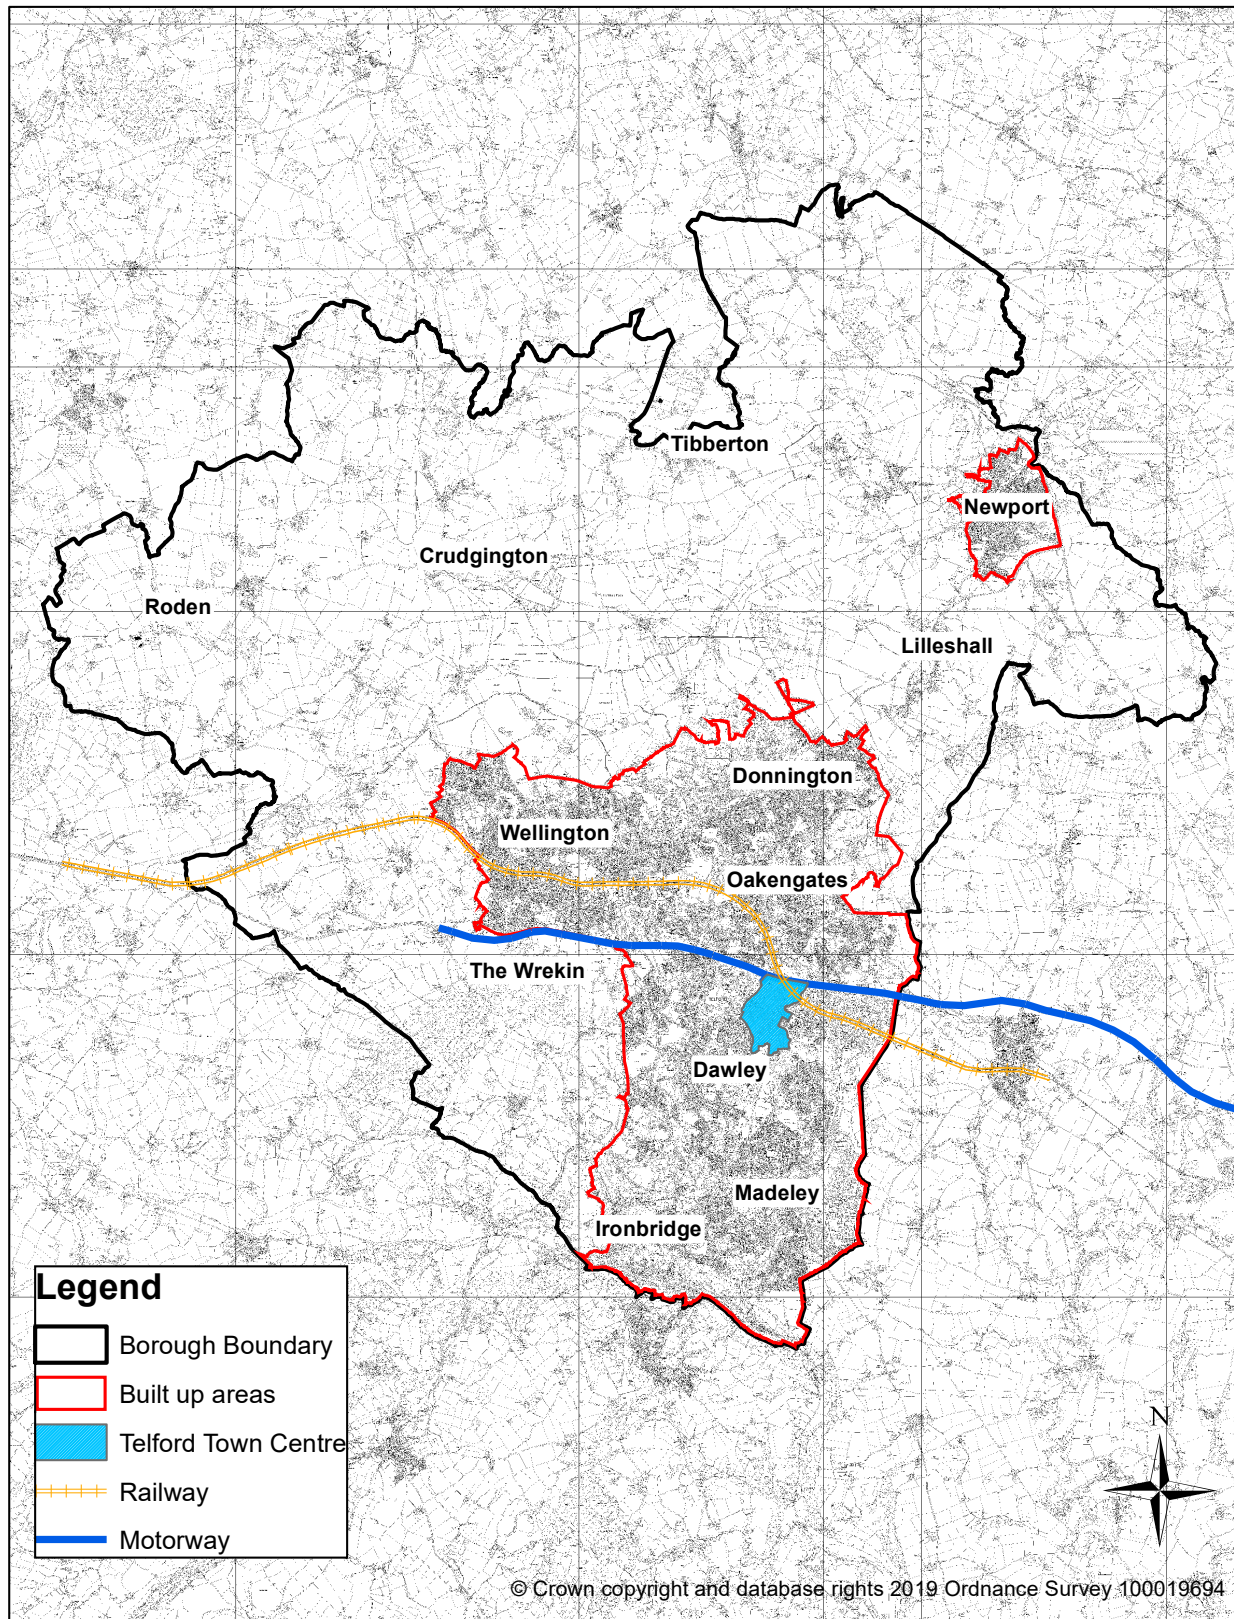 Tibberton
Newport
Crudgington
Roden
Lilleshall
Donnington
Wellington
Oakengates
The Wrekin
Dawley
Madeley
Ironbridge
Legend
Borough Boundary
Built up areas
Telford Town Centre
Railway
Motorway
N
© Crown copyright and database rights 2019 Ordnance Survey 100019694